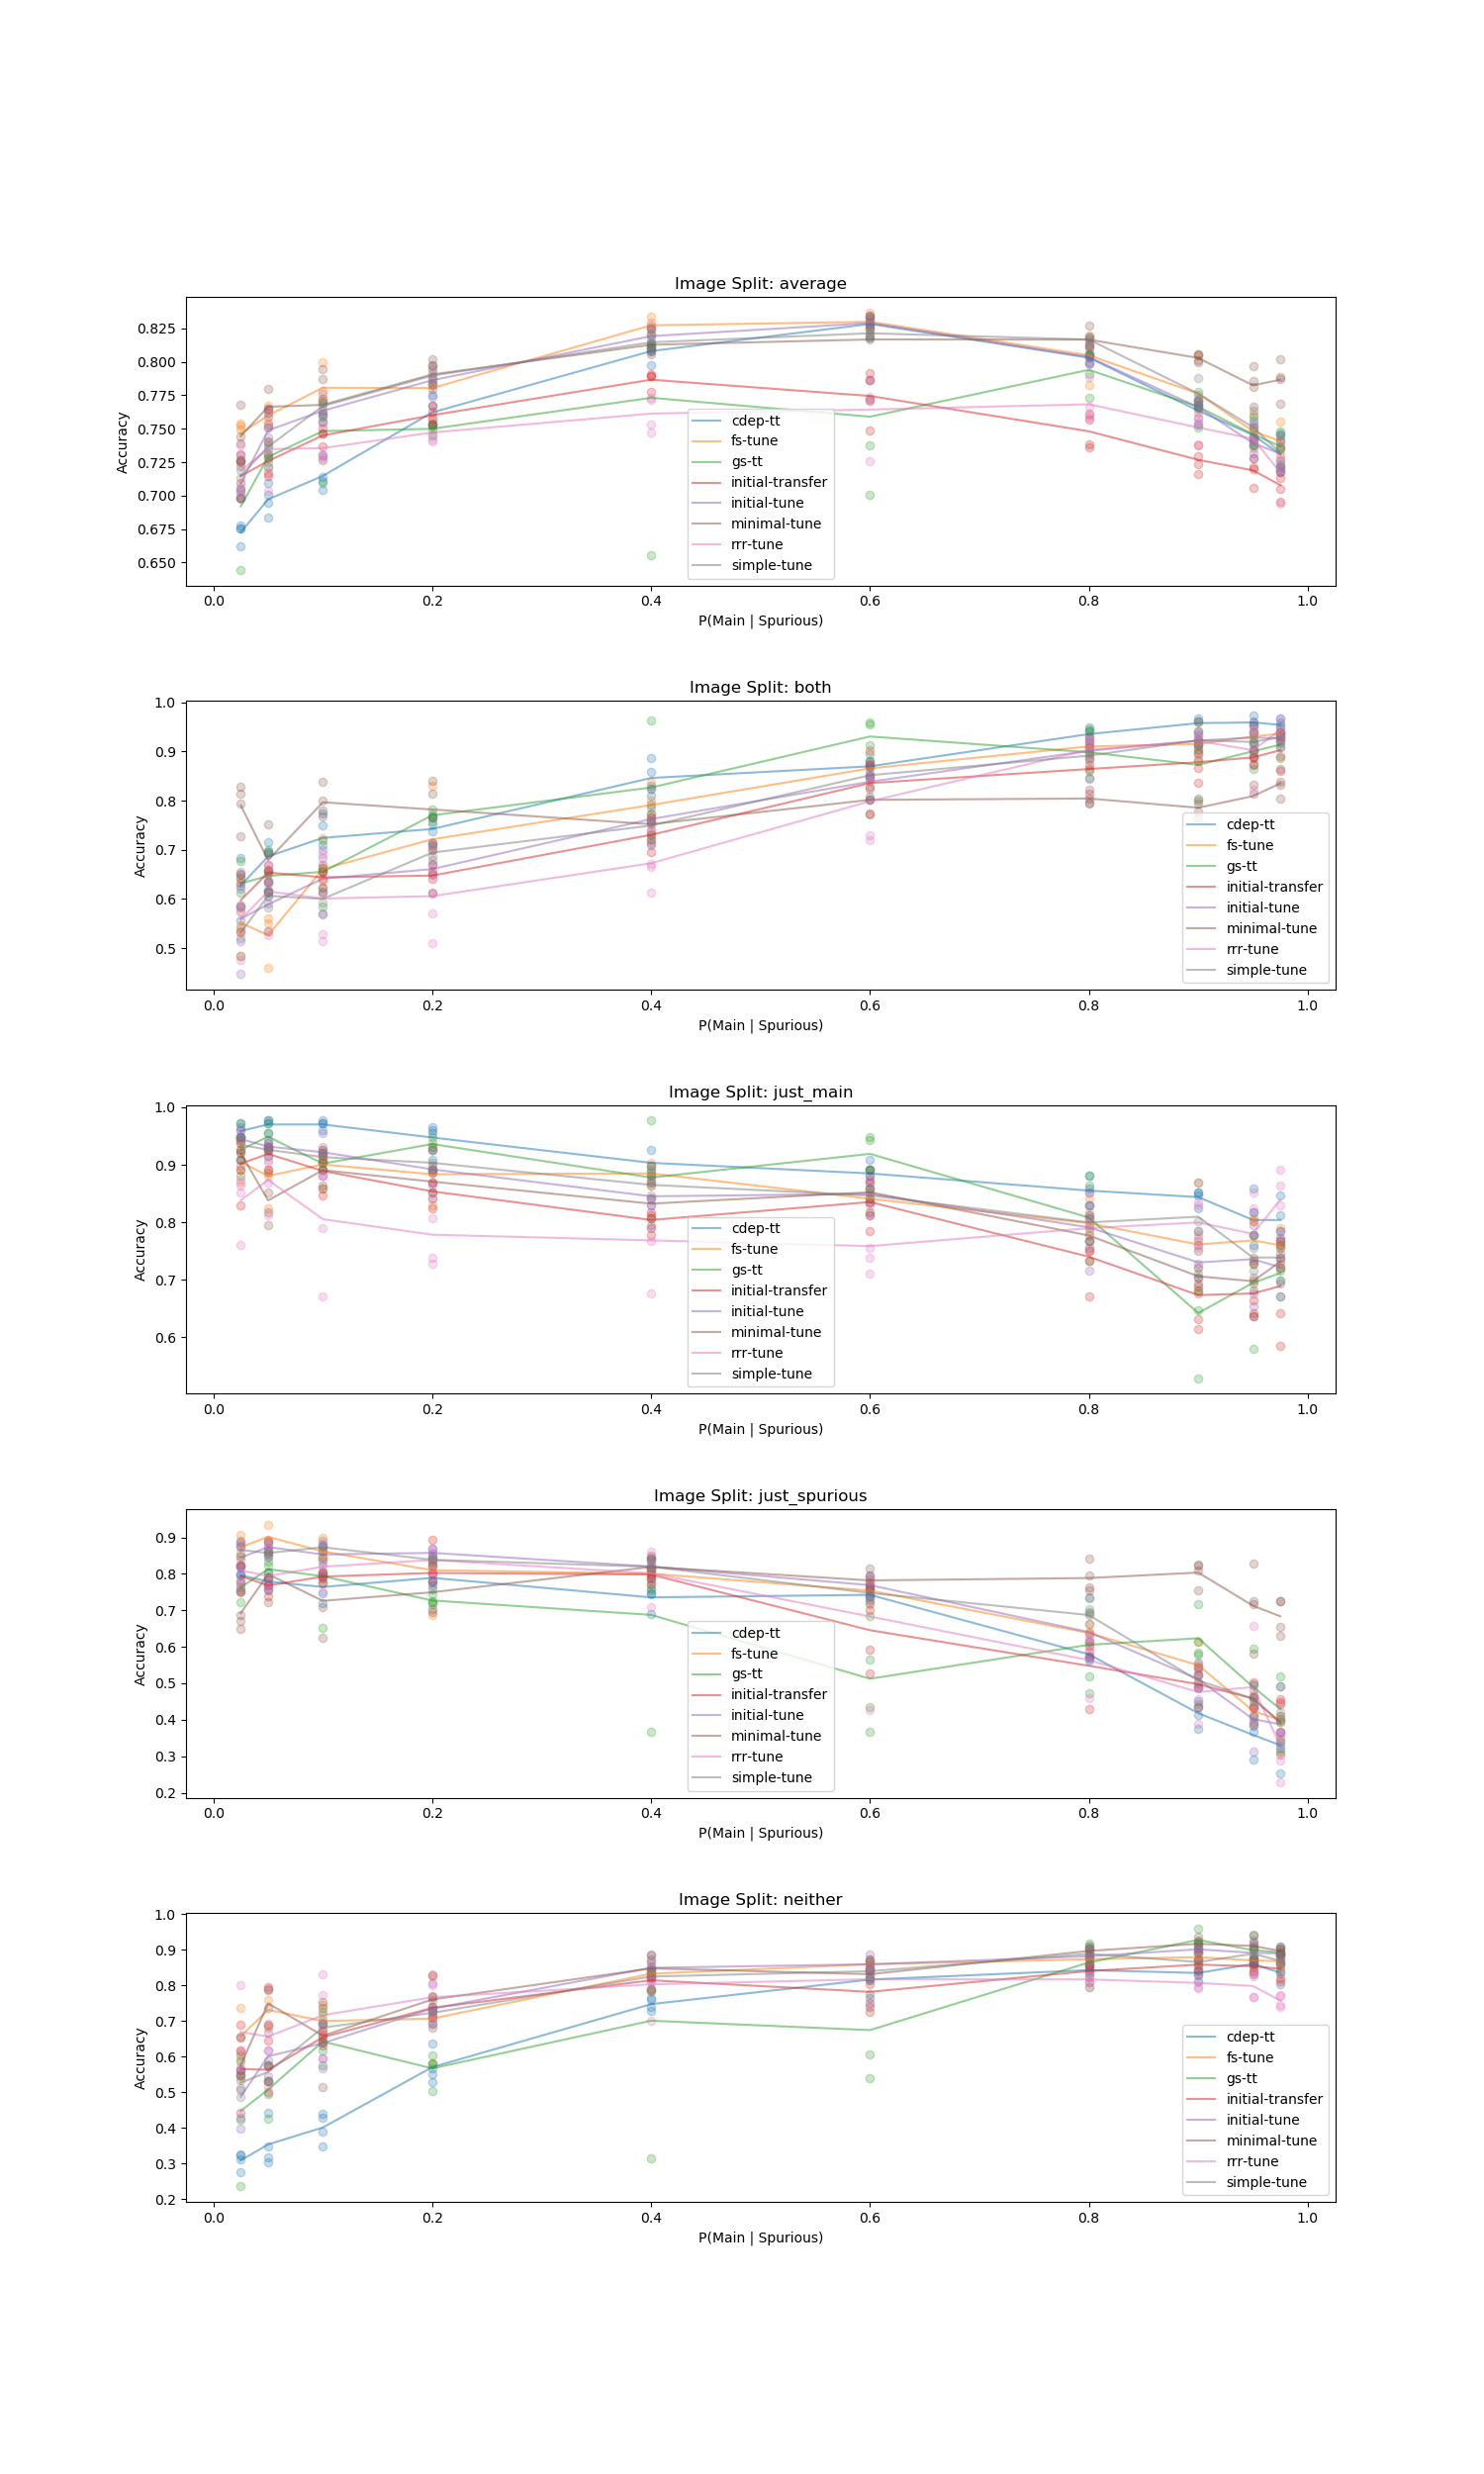 Image Split: average
Accuracy
0.825
0.800
0.775
0.750
0.725
0.700
0.675
0.650
cdep-tt
fs-tune
gs-tt
initial-transfer
initial-tune
minimal-tune
rrr-tune
simple-tune
0.0 0.2 0.4 0.6 0.8 1.0
P(Main | Spurious)
Image Split: both
Accuracy
1.0
0.9
0.8
0.7
0.6
0.5
cdep-tt
fs-tune
gs-tt
initial-transfer
initial-tune
minimal-tune
rrr-tune
simple-tune
0.0 0.2 0.4 0.6 0.8 1.0
P(Main | Spurious)
Image Split: just_main
Accuracy
1.0
0.9
0.8
0.7
0.6
cdep-tt
fs-tune
gs-tt
initial-transfer
initial-tune
minimal-tune
rrr-tune
simple-tune
0.0 0.2 0.4 0.6 0.8 1.0
P(Main | Spurious)
Image Split: just_spurious
Accuracy
0.9
0.8
0.7
0.6
0.5
0.4
0.3
0.2
cdep-tt
fs-tune
gs-tt
initial-transfer
initial-tune
minimal-tune
rrr-tune
simple-tune
0.0 0.2 0.4 0.6 0.8 1.0
P(Main | Spurious)
Image Split: neither
Accuracy
1.0
0.9
0.8
0.7
0.6
0.5
0.4
0.3
0.2
cdep-tt
fs-tune
gs-tt
initial-transfer
initial-tune
minimal-tune
rrr-tune
simple-tune
0.0 0.2 0.4 0.6 0.8 1.0
P(Main | Spurious)